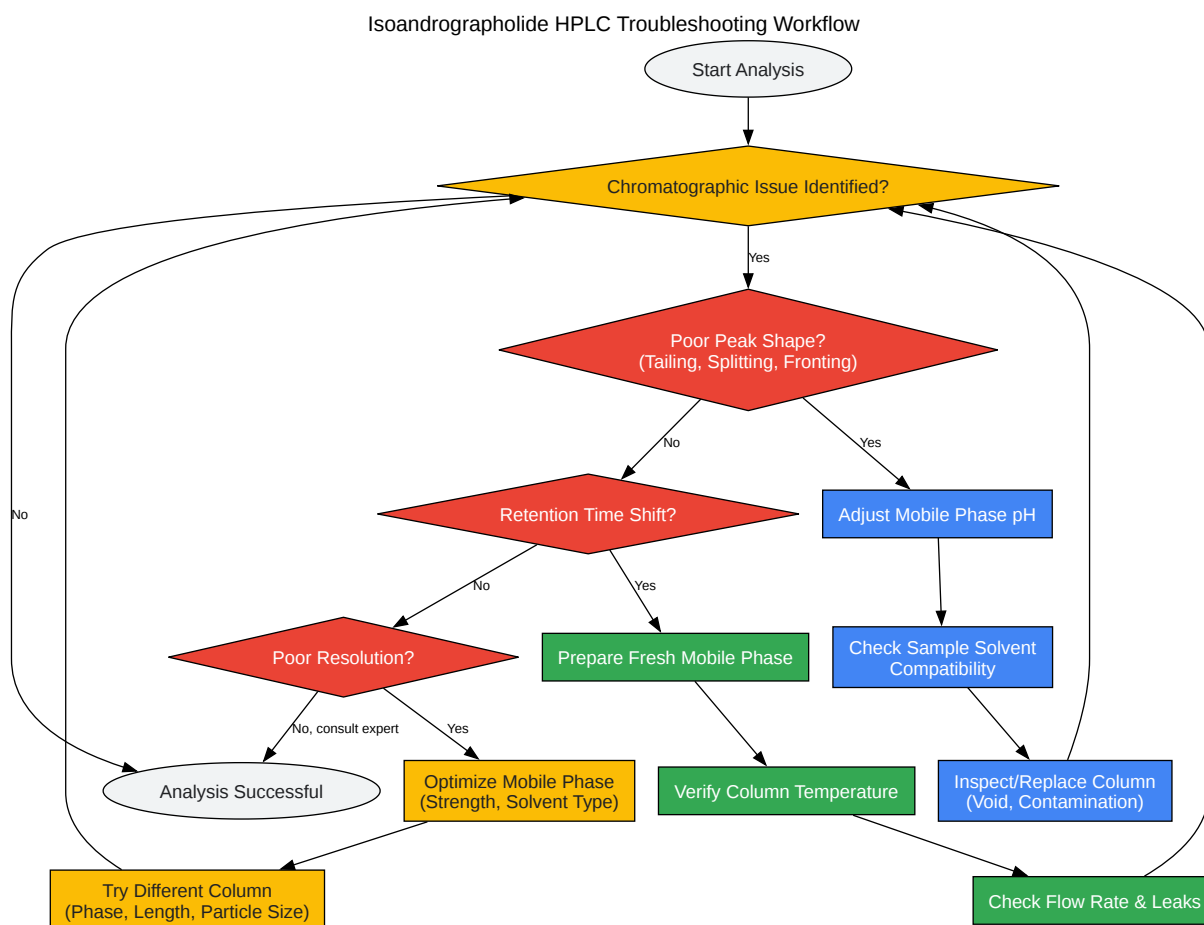 Isoandrographolide HPLC Troubleshooting Workflow
Start Analysis
Chromatographic Issue Identified?
Yes
Poor Peak Shape?
(Tailing, Splitting, Fronting)
No
Yes
Retention Time Shift?
Adjust Mobile Phase pH
No
No
Yes
Poor Resolution?
Prepare Fresh Mobile Phase
Check Sample Solvent
Compatibility
No, consult expert
Yes
Analysis Successful
Optimize Mobile Phase
(Strength, Solvent Type)
Verify Column Temperature
Inspect/Replace Column
(Void, Contamination)
Try Different Column
(Phase, Length, Particle Size)
Check Flow Rate & Leaks